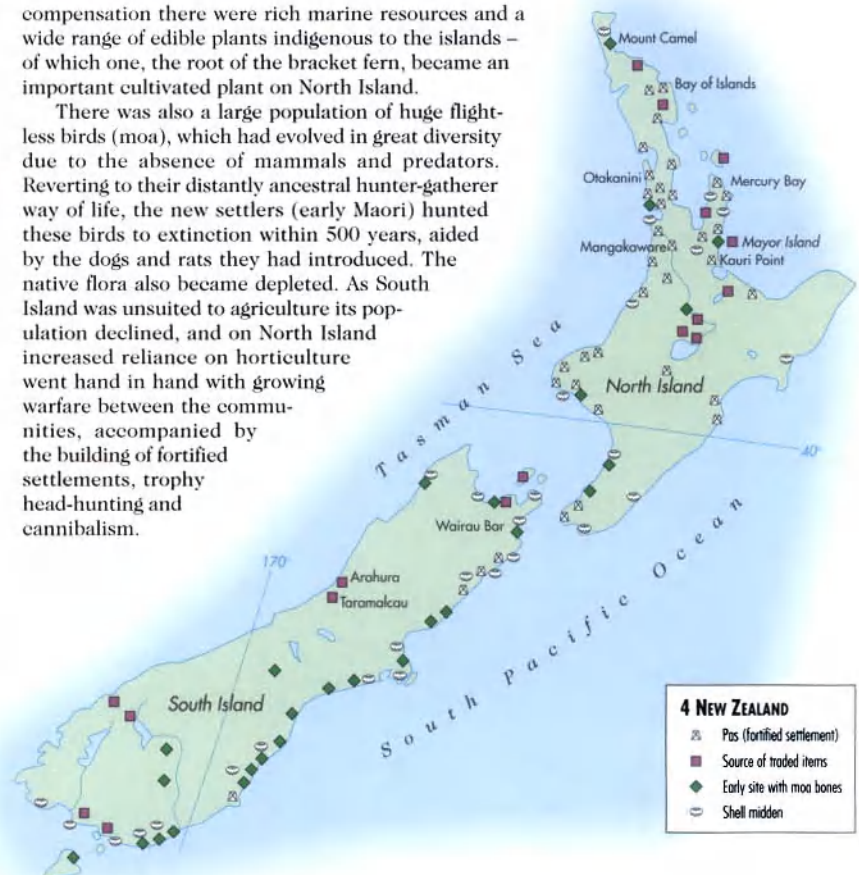 compensation there were rich marine resources and a
wide range of edible plants indigenous to the islands –
of which one, the root of the bracket fern, became an
important cultivated plant on North Island.
There was also a large population of huge flight-
less birds (moa), which had evolved in great diversity
due to the absence of mammals and predators.
Reverting to their distantly ancestral hunter-gatherer
way of life, the new settlers (early Maori) hunted
these birds to extinction within 500 years, aided
by the dogs and rats they had introduced. The
native flora also became depleted. As South
Island was unsuited to agriculture its pop-
ulation declined, and on North Island
increased reliance on horticulture
went hand in hand with growing
warfare between the commu-
nities, accompanied by
the building of fortified
settlements, trophy
head-hunting and
cannibalism.
Mount Camel
Bay of Islands
Otakanini
Mercury Bay
Mangakaware
Mayor Island
Kauri Point
Tasman Sea
North Island
40°
Wairau Bar
170°
Arahura
Taramakau
South Pacific Ocean
South Island
4 NEW ZEALAND
Pas (fortified settlement)
Source of traded items
Early site with moa bones
Shell midden